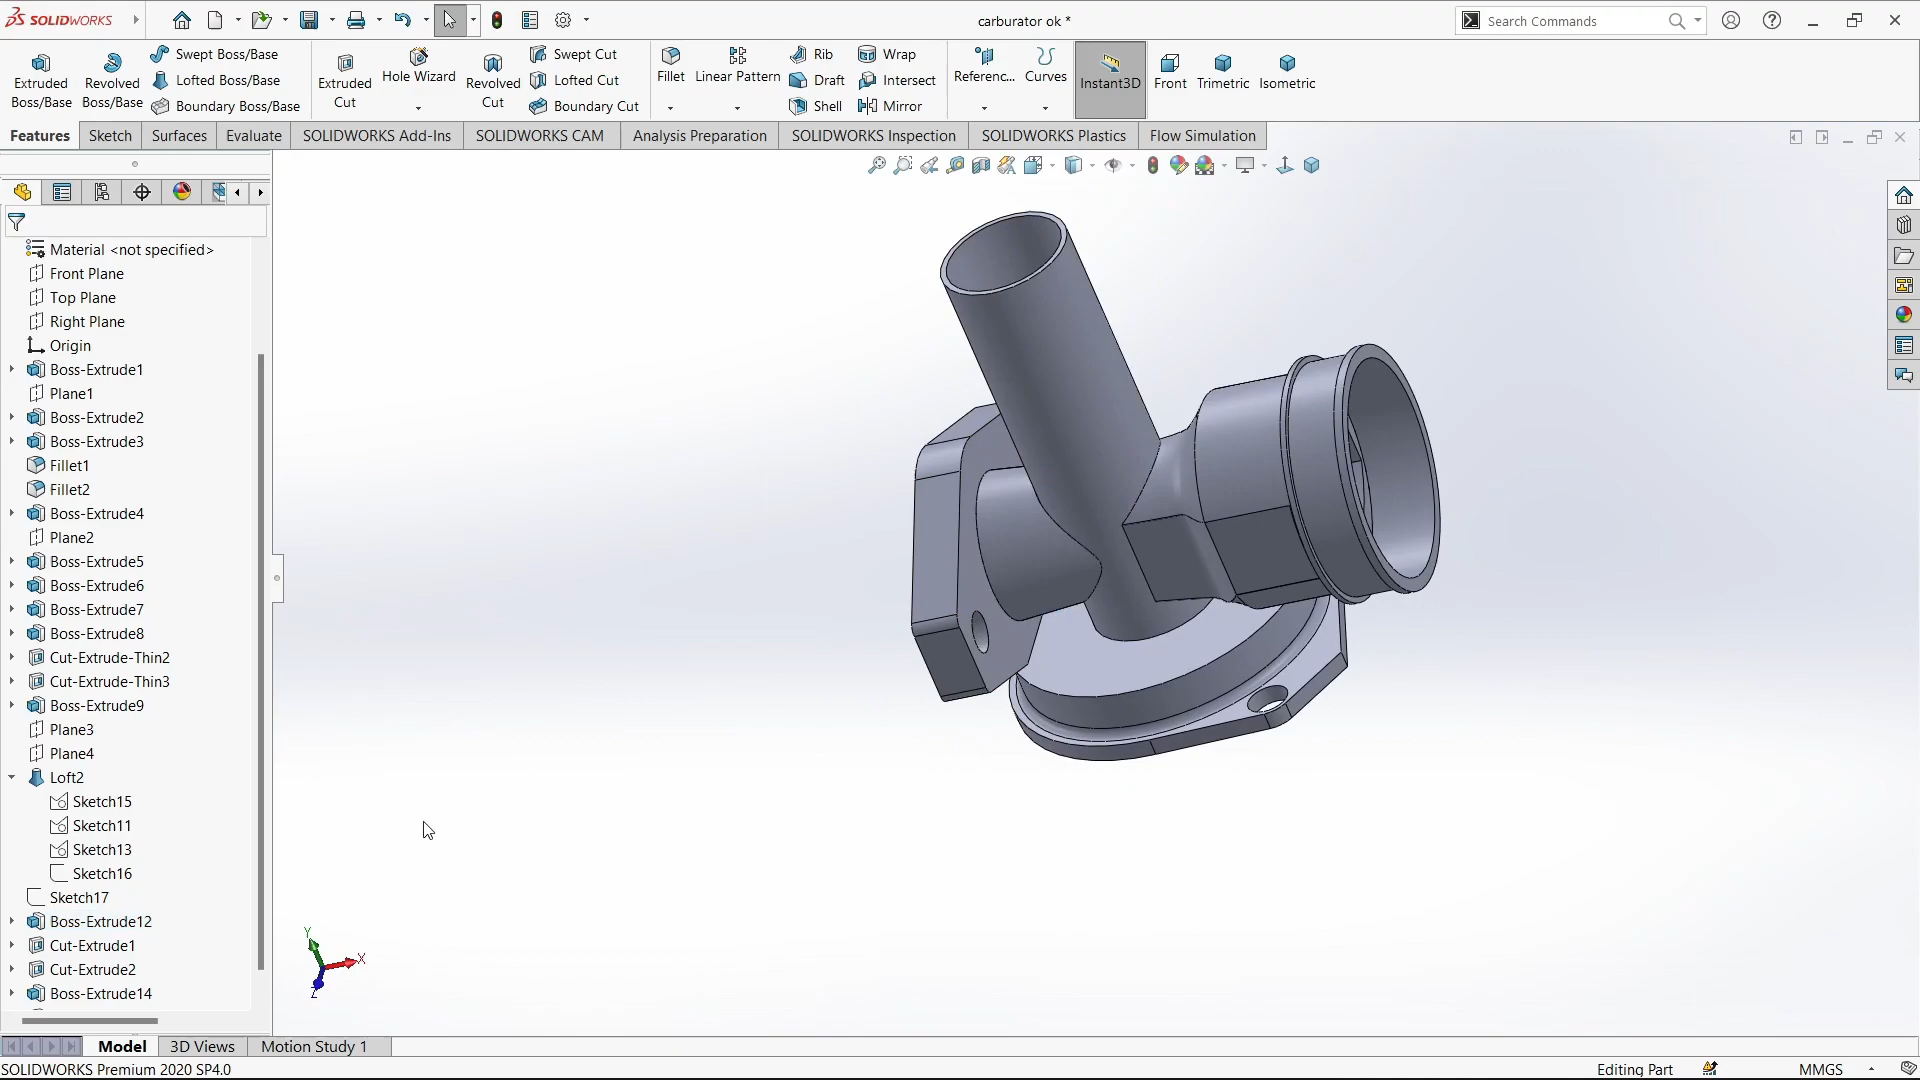 SOLIDWORKS
carburator ok *
Search Commands
Extruded Boss/Base
Revolved Boss/Base
Swept Boss/Base
Lofted Boss/Base
Boundary Boss/Base
Extruded Cut
Hole Wizard
Revolved Cut
Swept Cut
Lofted Cut
Boundary Cut
Fillet
Linear Pattern
Rib
Draft
Shell
Wrap
Intersect
Mirror
Referenc...
Curves
Instant3D
Front
Trimetric
Isometric
Features
Sketch
Surfaces
Evaluate
SOLIDWORKS Add-Ins
SOLIDWORKS CAM
Analysis Preparation
SOLIDWORKS Inspection
SOLIDWORKS Plastics
Flow Simulation
Material <not specified>
Front Plane
Top Plane
Right Plane
Origin
Boss-Extrude1
Plane1
Boss-Extrude2
Boss-Extrude3
Fillet1
Fillet2
Boss-Extrude4
Plane2
Boss-Extrude5
Boss-Extrude6
Boss-Extrude7
Boss-Extrude8
Cut-Extrude-Thin2
Cut-Extrude-Thin3
Boss-Extrude9
Plane3
Plane4
Loft2
Sketch15
Sketch11
Sketch13
Sketch16
Sketch17
Boss-Extrude12
Cut-Extrude1
Cut-Extrude2
Boss-Extrude14
Y
X
Z
Model
3D Views
Motion Study 1
SOLIDWORKS Premium 2020 SP4.0
Editing Part
MMGS